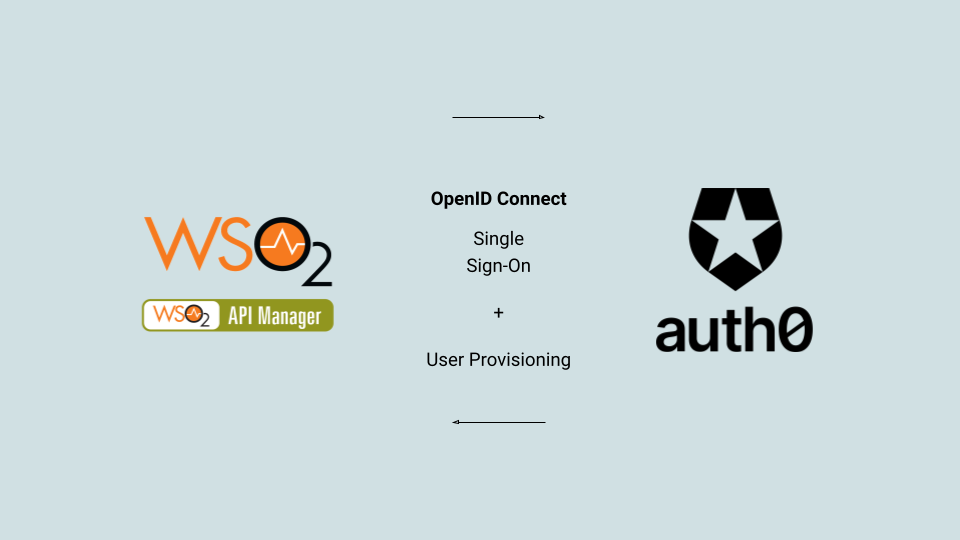 WSO2
WSO2 API Manager
OpenID Connect
Single
Sign-On
+
User Provisioning
auth0